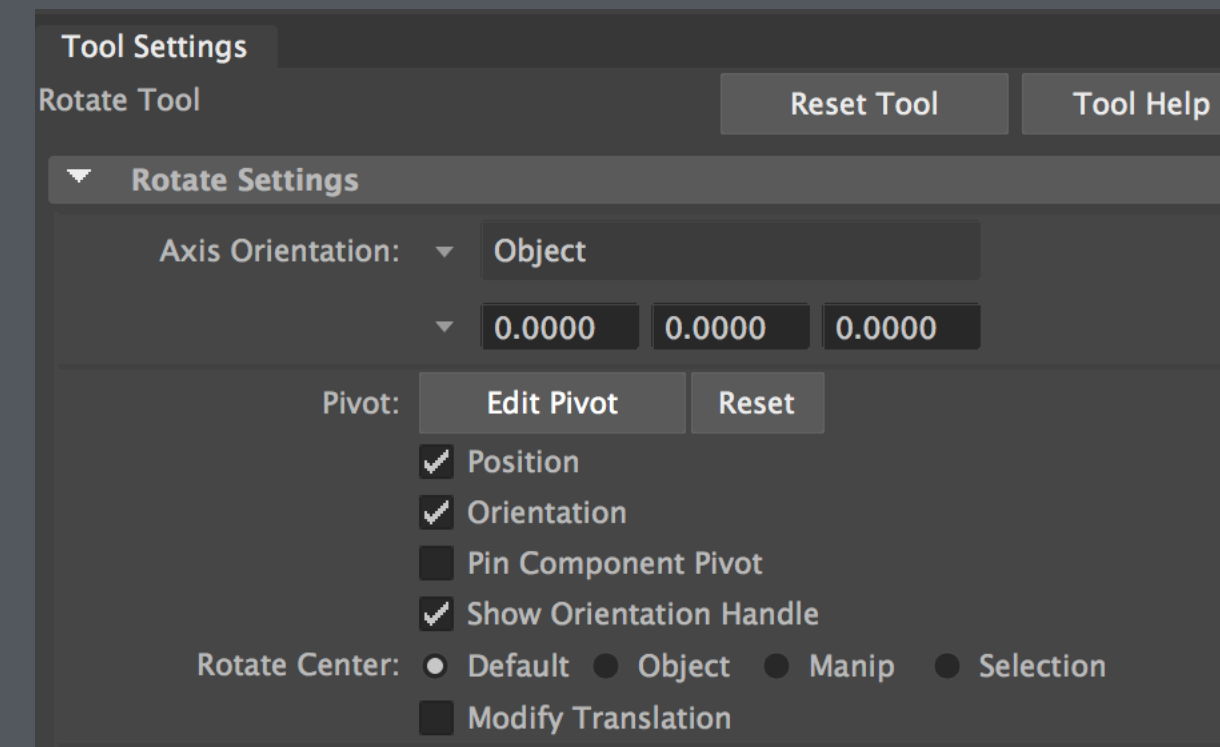 Tool Settings
Rotate Tool Reset Tool Tool Help
Rotate Settings
Axis Orientation: Object
0.0000 0.0000 0.0000
Pivot: Edit Pivot Reset
Position
Orientation
Pin Component Pivot
Show Orientation Handle
Rotate Center: Default Object Manip Selection
Modify Translation